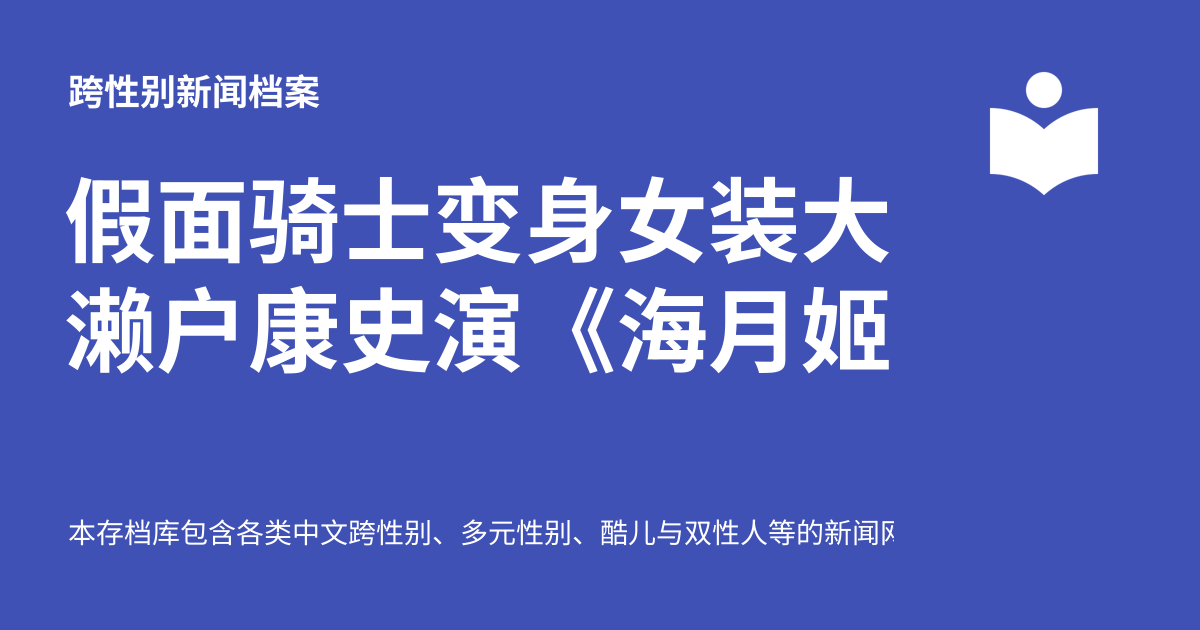 跨性别新闻档案
假面骑士变身女装大
濑户康史演《海月姬
本存档库包含各类中文跨性别、多元性别、酷儿与双性人等的新闻